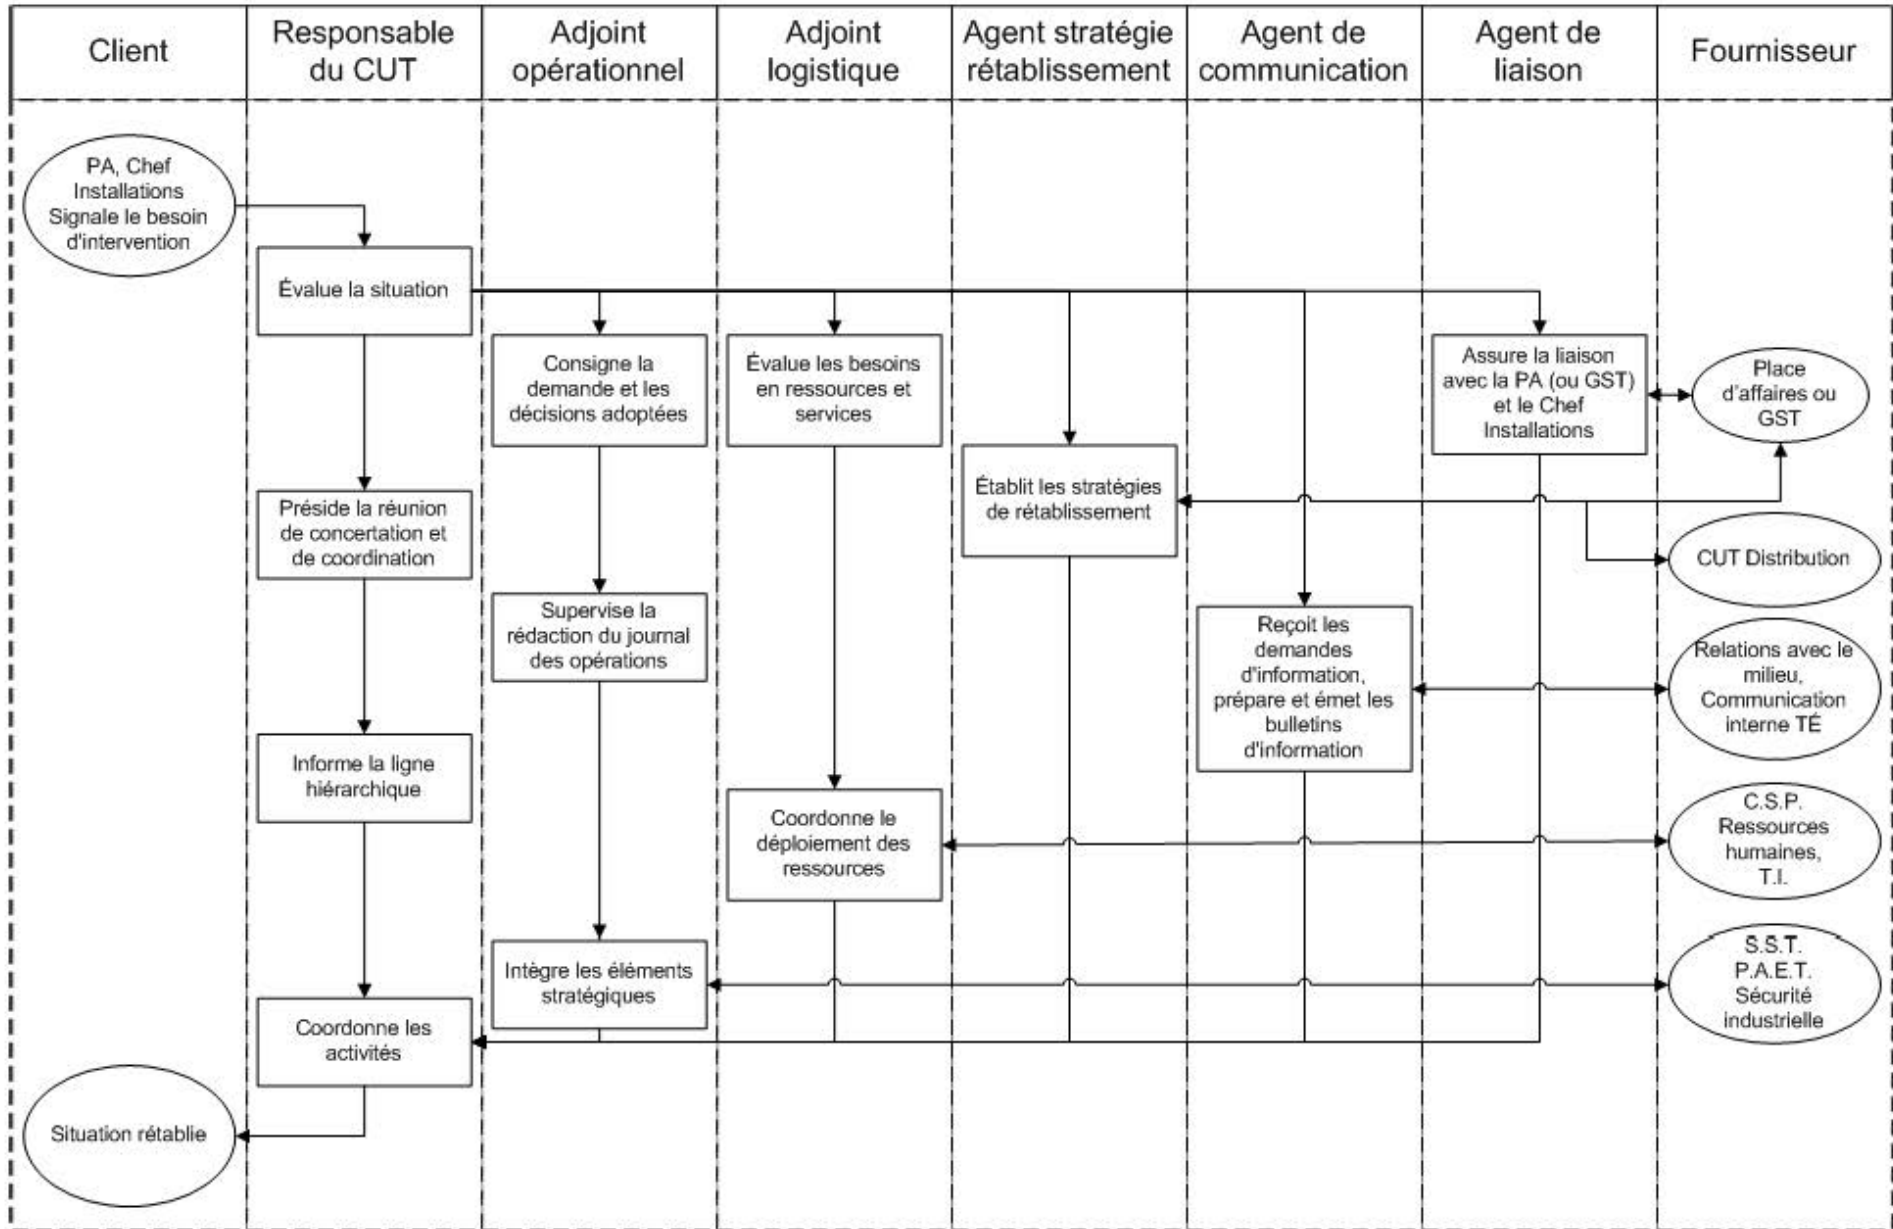 Client
Responsable
du CUT
Adjoint
opérationnel
Adjoint
logistique
Agent stratégie
rétablissement
Agent de
communication
Agent de
liaison
Fournisseur
PA, Chef
Installations
Signale le besoin
d'intervention
Évalue la situation
Consigne la
demande et les
décisions adoptées
Évalue les besoins
en ressources et
services
Assure la liaison
avec la PA (ou GST)
et le Chef
Installations
Place
d'affaires ou
GST
Préside la réunion
de concertation et
de coordination
Établit les stratégies
de rétablissement
CUT Distribution
Supervise la
rédaction du journal
des opérations
Reçoit les
demandes
d'information,
prépare et émet les
bulletins
d'information
Relations avec le
milieu,
Communication
interne TÉ
Informe la ligne
hiérarchique
Coordonne le
déploiement des
ressources
C.S.P.
Ressources
humaines,
T.I.
Intègre les éléments
stratégiques
S.S.T.
P.A.E.T.
Sécurité
industrielle
Coordonne les
activités
Situation rétablie